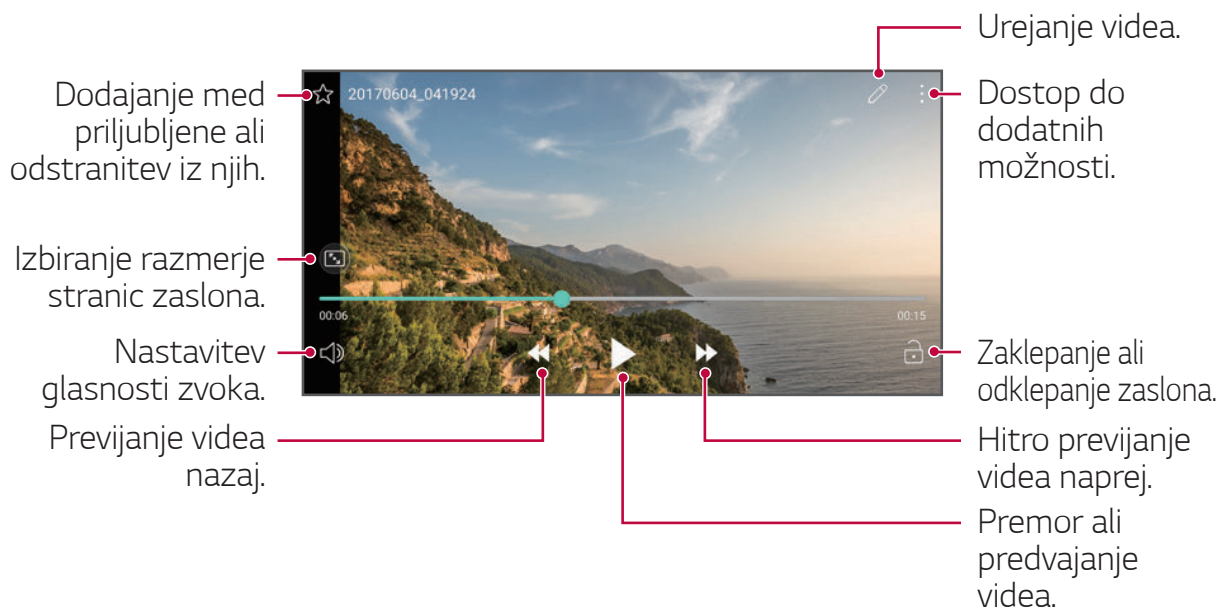 Urejanje videa.
Dodajanje med
priljubljene ali
odstranitev iz njih.
20170604_041924
Dostop do
dodatnih
možnosti.
Izbiranje razmerje
stranic zaslona.
00:06
00:15
Nastavitev
glasnosti zvoka.
Zaklepanje ali
odklepanje zaslona.
Previjanje videa
nazaj.
Hitro previjanje
videa naprej.
Premor ali
predvajanje
videa.